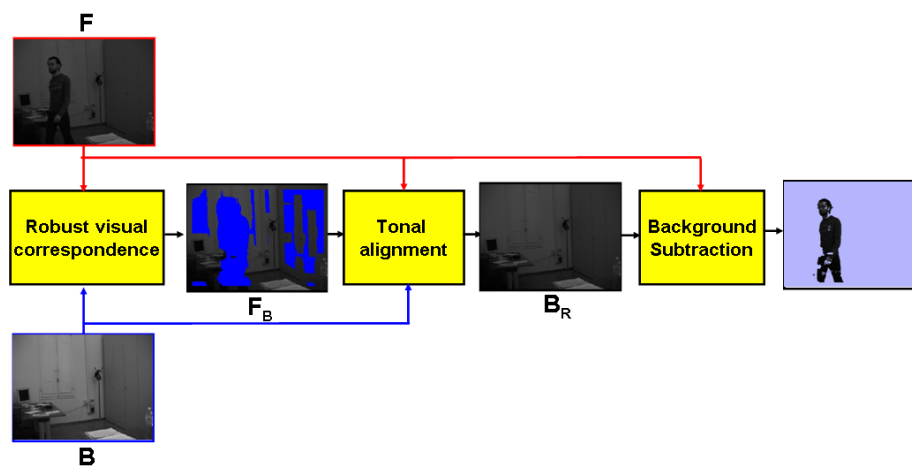 F
Robust visual
correspondence
F_B
Tonal
alignment
B_R
Background
Subtraction
B